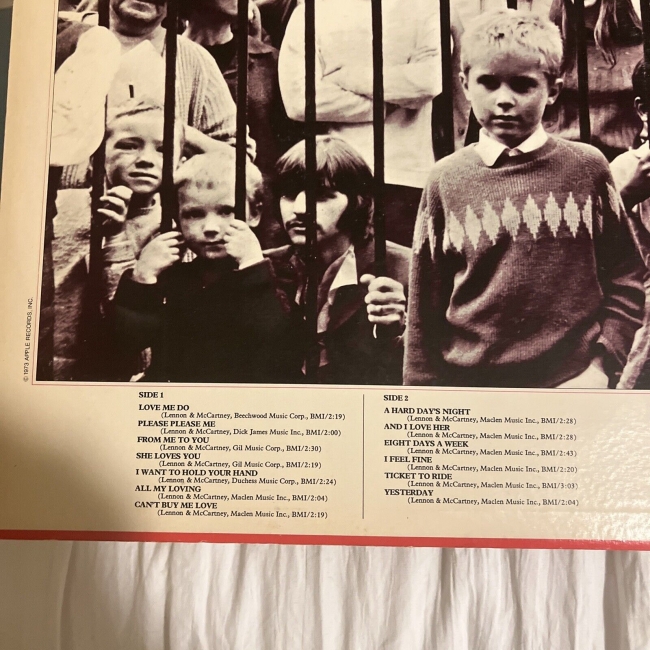 © 1973 APPLE RECORDS, INC.
SIDE 1
LOVE ME DO
(Lennon & McCartney, Beechwood Music Corp., BMI/2:19)
PLEASE PLEASE ME
(Lennon & McCartney, Dick James Music Inc., BMI/2:00)
FROM ME TO YOU
(Lennon & McCartney, Gil Music Corp., BMI/2:30)
SHE LOVES YOU
(Lennon & McCartney, Gil Music Corp., BMI/2:19)
I WANT TO HOLD YOUR HAND
(Lennon & McCartney, Duchess Music Corp., BMI/2:24)
ALL MY LOVING
(Lennon & McCartney, Maclen Music Inc., BMI/2:04)
CAN'T BUY ME LOVE
(Lennon & McCartney, Maclen Music Inc., BMI/2:19)
SIDE 2
A HARD DAY'S NIGHT
(Lennon & McCartney, Maclen Music Inc., BMI/2:28)
AND I LOVE HER
(Lennon & McCartney, Maclen Music Inc., BMI/2:28)
EIGHT DAYS A WEEK
(Lennon & McCartney, Maclen Music Inc., BMI/2:43)
I FEEL FINE
(Lennon & McCartney, Maclen Music Inc., BMI/2:20)
TICKET TO RIDE
(Lennon & McCartney, Maclen Music Inc., BMI/3:03)
YESTERDAY
(Lennon & McCartney, Maclen Music Inc., BMI/2:04)